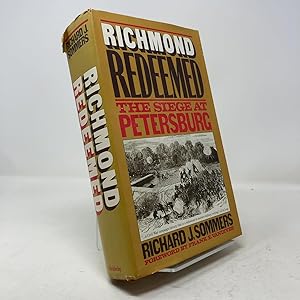 RICHARD J. SOMMERS
RICHMOND
REDEEMED
RICHMOND
REDEEMED
THE SIEGE AT
PETERSBURG
RICHARD J. SOMMERS
FOREWORD BY FRANK E. VANDIVER